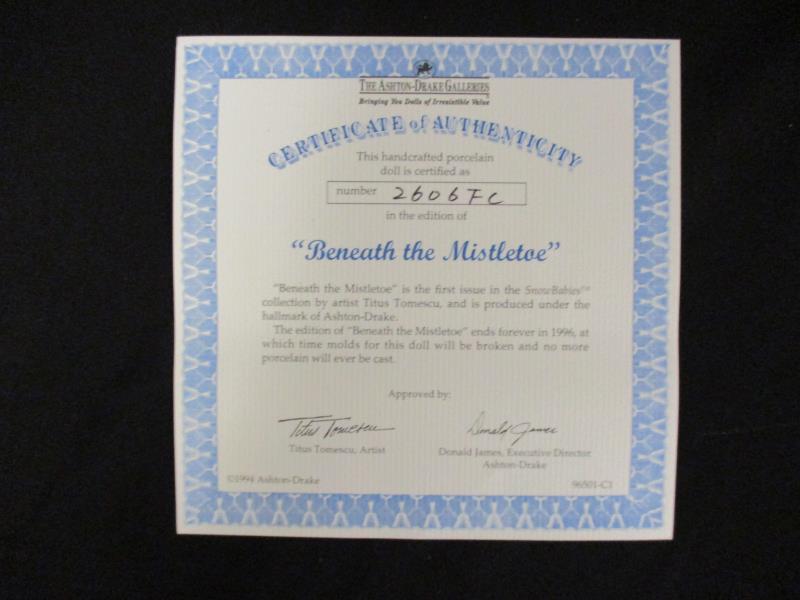 THE ASHTON-DRAKE GALLERIES
Bringing You Dolls of Irresistible Value
CERTIFICATE of AUTHENTICITY
This handcrafted porcelain
doll is certified as
number 2606FC
in the edition of
"Beneath the Mistletoe"
"Beneath the Mistletoe" is the first issue in the SnowBabies™
collection by artist Titus Tomescu, and is produced under the
hallmark of Ashton-Drake.
The edition of "Beneath the Mistletoe" ends forever in 1996, at
which time molds for this doll will be broken and no more
porcelain will ever be cast.
Approved by:
Titus Tomescu Donald James
Titus Tomescu, Artist Donald James, Executive Director
Ashton-Drake
©1994 Ashton-Drake 96501-C1